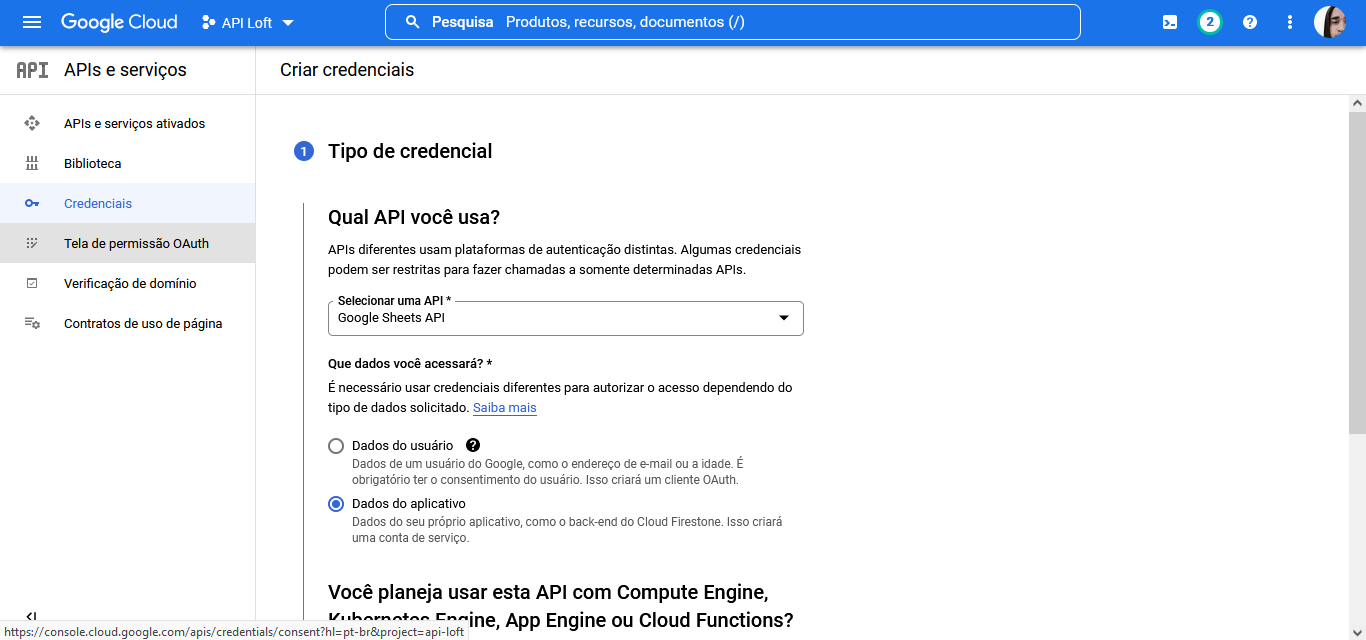 Google Cloud
API Loft
Pesquisa Produtos, recursos, documentos (/)
2
API APIs e serviços
Criar credenciais
APIs e serviços ativados
Biblioteca
Credenciais
Tela de permissão OAuth
Verificação de domínio
Contratos de uso de página
1 Tipo de credencial
Qual API você usa?
APIs diferentes usam plataformas de autenticação distintas. Algumas credenciais
podem ser restritas para fazer chamadas a somente determinadas APIs.
Selecionar uma API *
Google Sheets API
Que dados você acessará? *
É necessário usar credenciais diferentes para autorizar o acesso dependendo do
tipo de dados solicitado. Saiba mais
Dados do usuário
Dados de um usuário do Google, como o endereço de e-mail ou a idade. É
obrigatório ter o consentimento do usuário. Isso criará um cliente OAuth.
Dados do aplicativo
Dados do seu próprio aplicativo, como o back-end do Cloud Firestone. Isso criará
uma conta de serviço.
Você planeja usar esta API com Compute Engine,
Kubernetes Engine, App Engine ou Cloud Functions?
https://console.cloud.google.com/apis/credentials/consent?hl=pt-br&project=api-loft